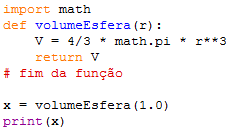 import math
def volumeEsfera(r):
    V = 4/3 * math.pi * r**3
    return V
# fim da função
x = volumeEsfera(1.0)
print(x)